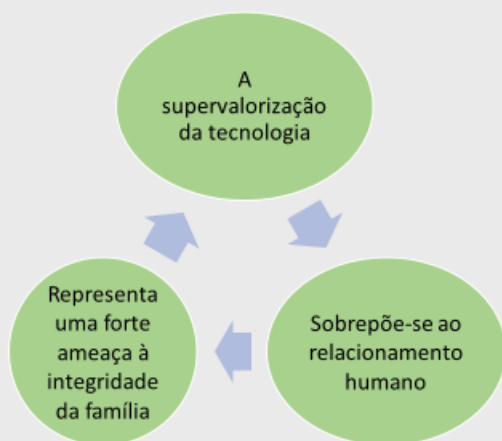 A
supervalorização
da tecnologia
Sobrepõe-se ao
relacionamento
humano
Representa
uma forte
ameaça à
integridade
da família